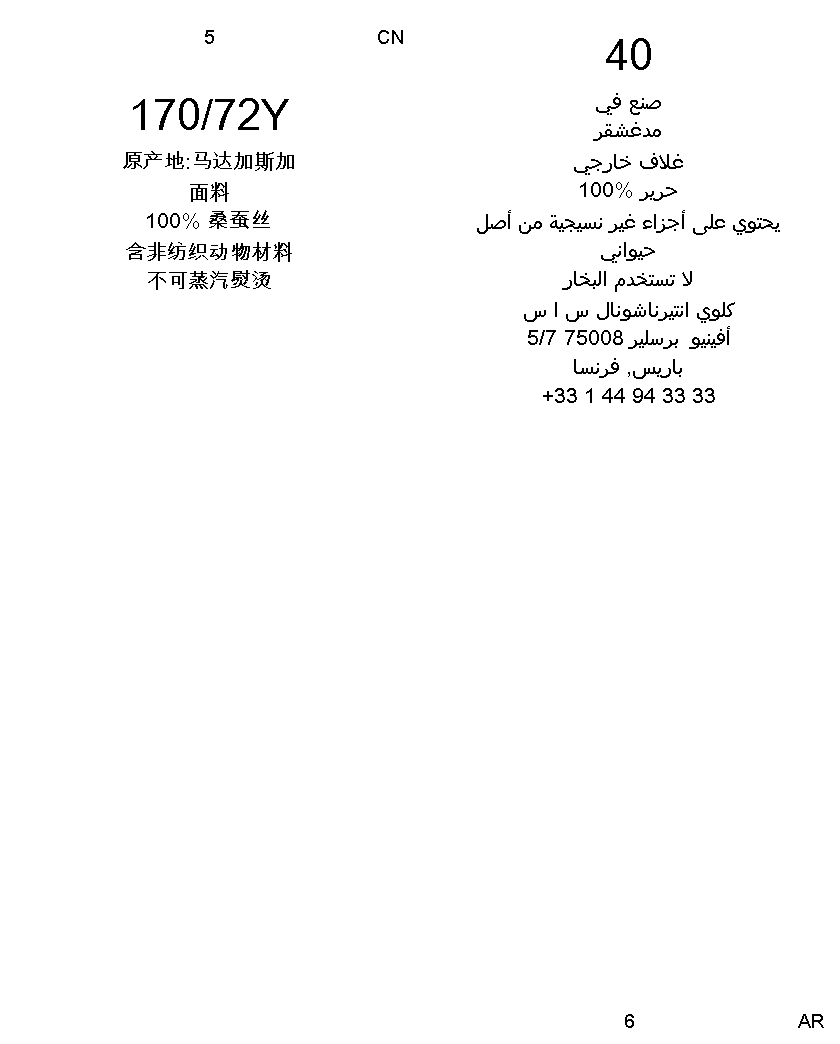 5
CN
170/72Y
原产地:马达加斯加
面料
100% 桑蚕丝
含非纺织动物材料
不可蒸汽熨烫
40
صنع في
مدغشقر
غلاف خارجي
حرير %100
يحتوي على أجزاء غير نسيجية من أصل
حيواني
لا تستخدم البخار
كلوي انتيرناشونال س ا س
أفينيو برسلير 75008 5/7
باريس, فرنسا
+33 1 44 94 33 33
6
AR